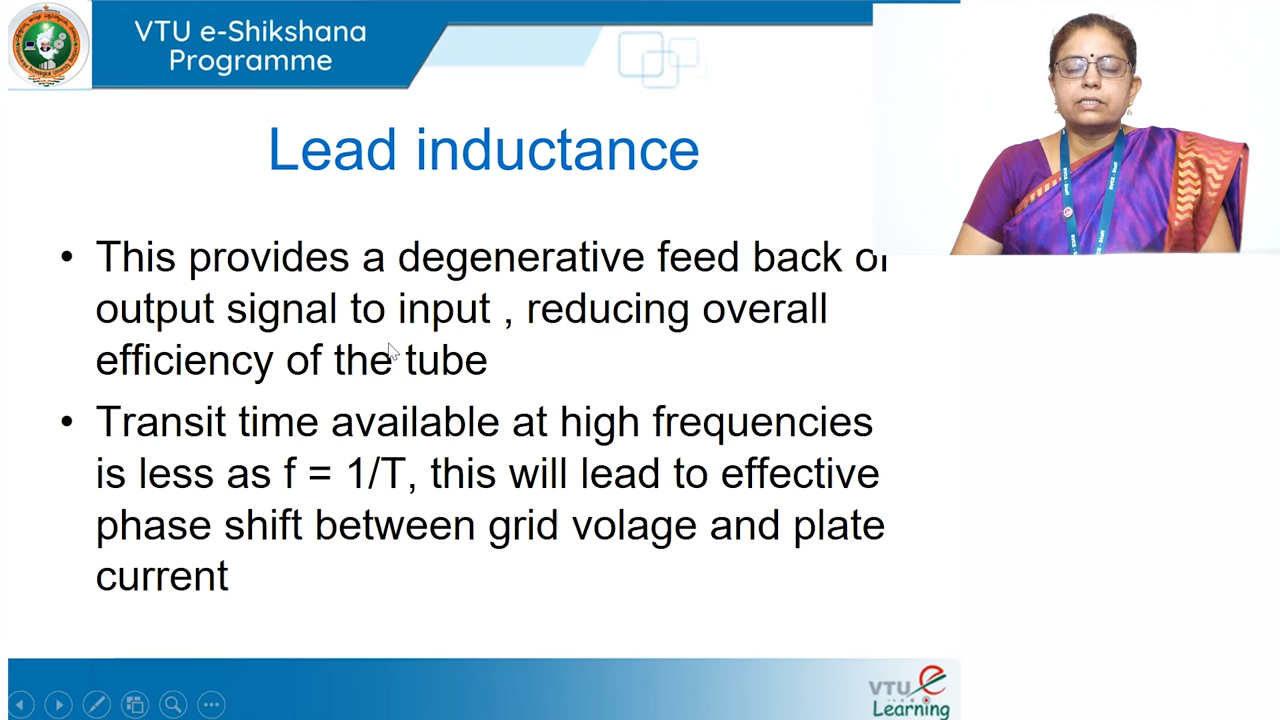 VTU e-Shikshana
Programme
Lead inductance
• This provides a degenerative feed back of
output signal to input , reducing overall
efficiency of the tube
• Transit time available at high frequencies
is less as f = 1/T, this will lead to effective
phase shift between grid volage and plate
current
VTU e
Learning